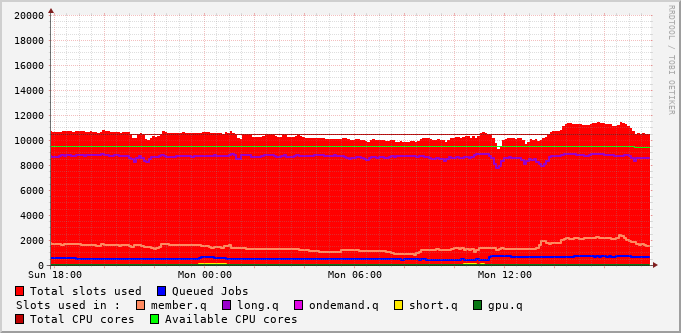 20000
18000
16000
14000
12000
10000
8000
6000
4000
2000
0
Sun 18:00 Mon 00:00 Mon 06:00 Mon 12:00
Total slots used Queued Jobs
Slots used in : member.q long.q ondemand.q short.q gpu.q
Total CPU cores Available CPU cores
RRDTOOL / TOBI OETIKER